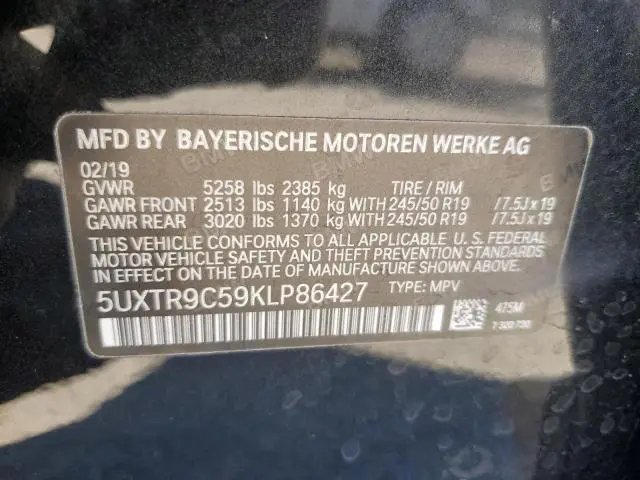 MFD BY BAYERISCHE MOTOREN WERKE AG
02/19
GVWR 5258 lbs 2385 kg TIRE / RIM
GAWR FRONT 2513 lbs 1140 kg WITH 245/50 R19 /7.5J x 19
GAWR REAR 3020 lbs 1370 kg WITH 245/50 R19 /7.5J x 19
THIS VEHICLE CONFORMS TO ALL APPLICABLE U. S. FEDERAL
MOTOR VEHICLE SAFETY AND THEFT PREVENTION STANDARDS
IN EFFECT ON THE DATE OF MANUFACTURE SHOWN ABOVE.
5UXTR9C59KLP86427 TYPE: MPV
475M
7 320 730